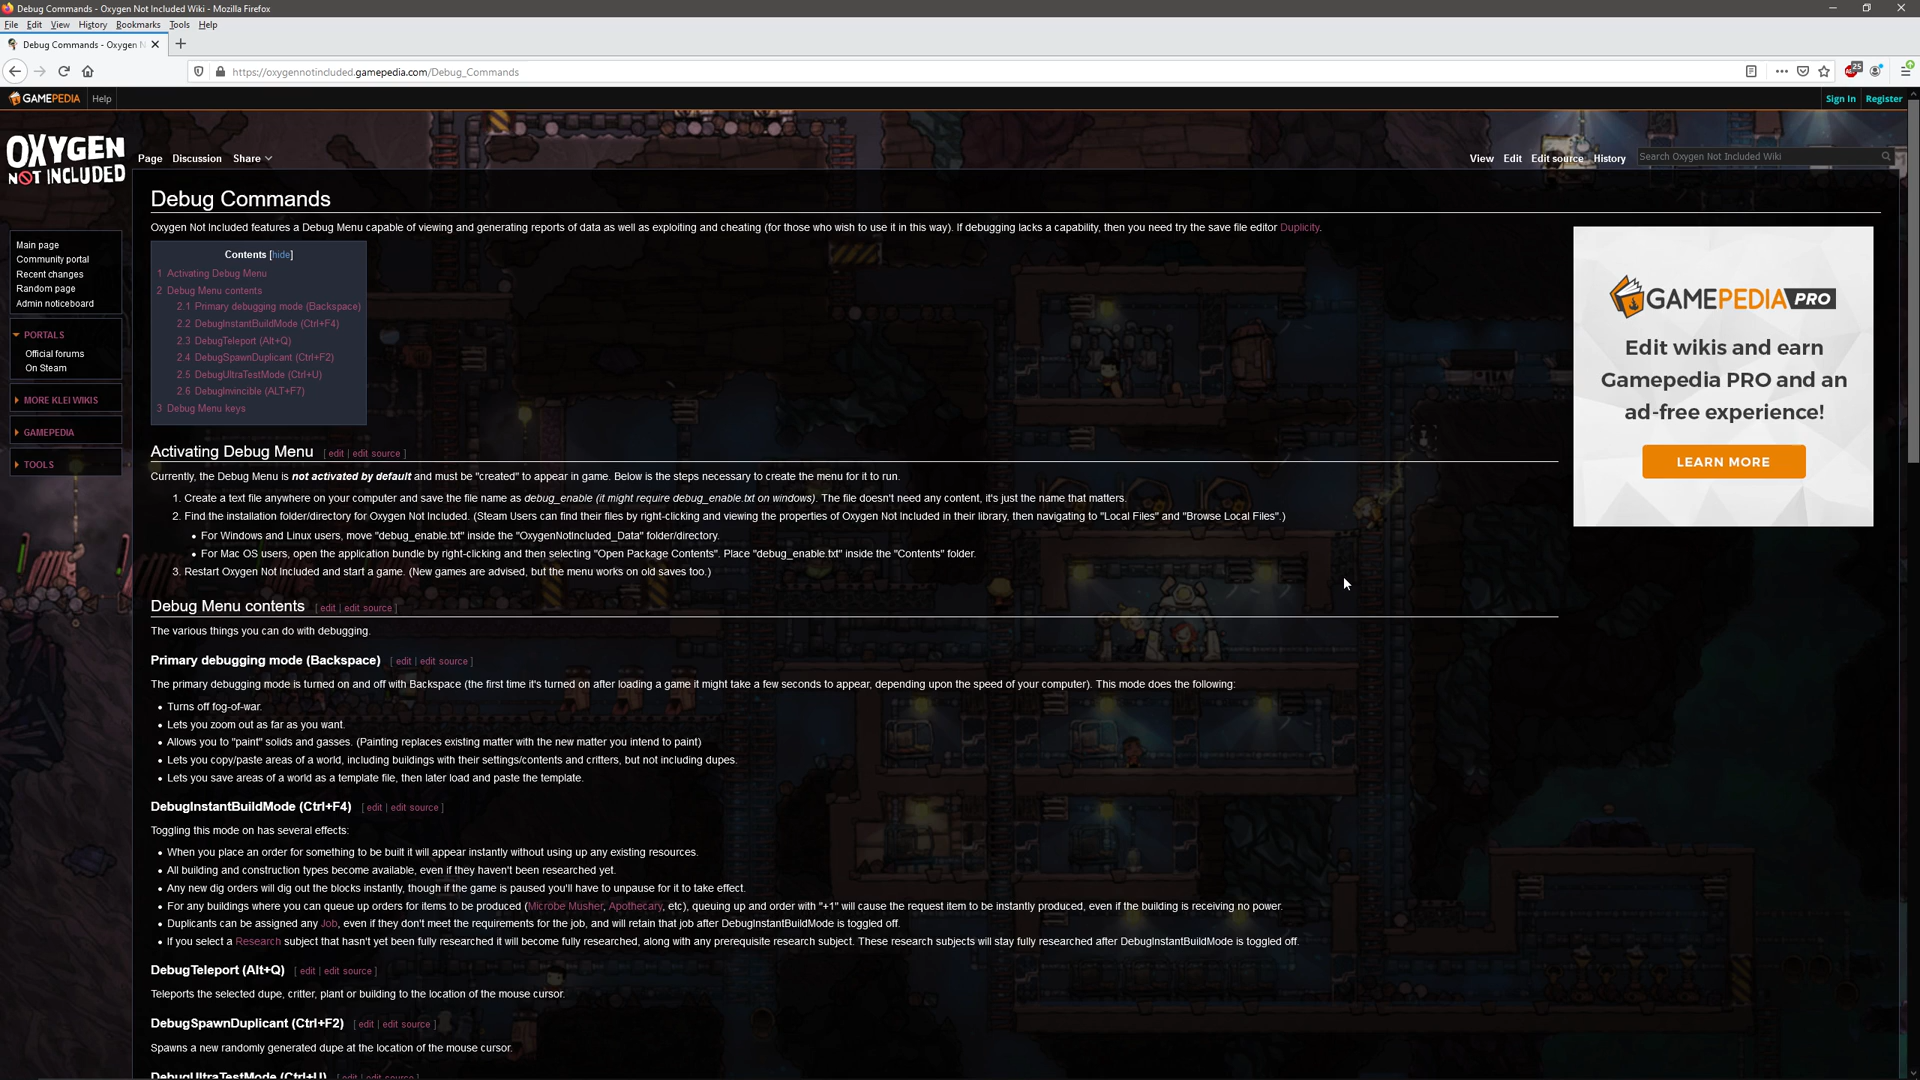 Debug Commands - Oxygen Not Included Wiki - Mozilla Firefox
File Edit View History Bookmarks Tools Help
Debug Commands - Oxygen N
https://oxygennotincluded.gamepedia.com/Debug_Commands
25
GAMEPEDIA Help
Sign In Register
OXYGEN
NOT INCLUDED
Page Discussion Share
View Edit Edit source History Search Oxygen Not Included Wiki
Main page
Community portal
Recent changes
Random page
Admin noticeboard
PORTALS
Official forums
On Steam
MORE KLEI WIKIS
GAMEPEDIA
TOOLS
Debug Commands
Oxygen Not Included features a Debug Menu capable of viewing and generating reports of data as well as exploiting and cheating (for those who wish to use it in this way). If debugging lacks a capability, then you need try the save file editor Duplicity.
Contents [hide]
1 Activating Debug Menu
2 Debug Menu contents
2.1 Primary debugging mode (Backspace)
2.2 DebugInstantBuildMode (Ctrl+F4)
2.3 DebugTeleport (Alt+Q)
2.4 DebugSpawnDuplicant (Ctrl+F2)
2.5 DebugUltraTestMode (Ctrl+U)
2.6 DebugInvincible (ALT+F7)
3 Debug Menu keys
GAMEPEDIA PRO
Edit wikis and earn
Gamepedia PRO and an
ad-free experience!
LEARN MORE
Activating Debug Menu [ edit | edit source ]
Currently, the Debug Menu is not activated by default and must be "created" to appear in game. Below is the steps necessary to create the menu for it to run.
1. Create a text file anywhere on your computer and save the file name as debug_enable (it might require debug_enable.txt on windows). The file doesn't need any content, it's just the name that matters.
2. Find the installation folder/directory for Oxygen Not Included. (Steam Users can find their files by right-clicking and viewing the properties of Oxygen Not Included in their library, then navigating to "Local Files" and "Browse Local Files".)
• For Windows and Linux users, move "debug_enable.txt" inside the "OxygenNotIncluded_Data" folder/directory.
• For Mac OS users, open the application bundle by right-clicking and then selecting "Open Package Contents". Place "debug_enable.txt" inside the "Contents" folder.
3. Restart Oxygen Not Included and start a game. (New games are advised, but the menu works on old saves too.)
Debug Menu contents [ edit | edit source ]
The various things you can do with debugging.
Primary debugging mode (Backspace) [ edit | edit source ]
The primary debugging mode is turned on and off with Backspace (the first time it's turned on after loading a game it might take a few seconds to appear, depending upon the speed of your computer). This mode does the following:
• Turns off fog-of-war.
• Lets you zoom out as far as you want.
• Allows you to "paint" solids and gasses. (Painting replaces existing matter with the new matter you intend to paint)
• Lets you copy/paste areas of a world, including buildings with their settings/contents and critters, but not including dupes.
• Lets you save areas of a world as a template file, then later load and paste the template.
DebugInstantBuildMode (Ctrl+F4) [ edit | edit source ]
Toggling this mode on has several effects:
• When you place an order for something to be built it will appear instantly without using up any existing resources.
• All building and construction types become available, even if they haven't been researched yet.
• Any new dig orders will dig out the blocks instantly, though if the game is paused you'll have to unpause for it to take effect.
• For any buildings where you can queue up orders for items to be produced (Microbe Musher, Apothecary, etc), queuing up and order with "+1" will cause the request item to be instantly produced, even if the building is receiving no power.
• Duplicants can be assigned any Job, even if they don't meet the requirements for the job, and will retain that job after DebugInstantBuildMode is toggled off.
• If you select a Research subject that hasn't yet been fully researched it will become fully researched, along with any prerequisite research subject. These research subjects will stay fully researched after DebugInstantBuildMode is toggled off.
DebugTeleport (Alt+Q) [ edit | edit source ]
Teleports the selected dupe, critter, plant or building to the location of the mouse cursor.
DebugSpawnDuplicant (Ctrl+F2) [ edit | edit source ]
Spawns a new randomly generated dupe at the location of the mouse cursor.
DebugUltraTestMode (Ctrl+U) [ edit | edit source ]